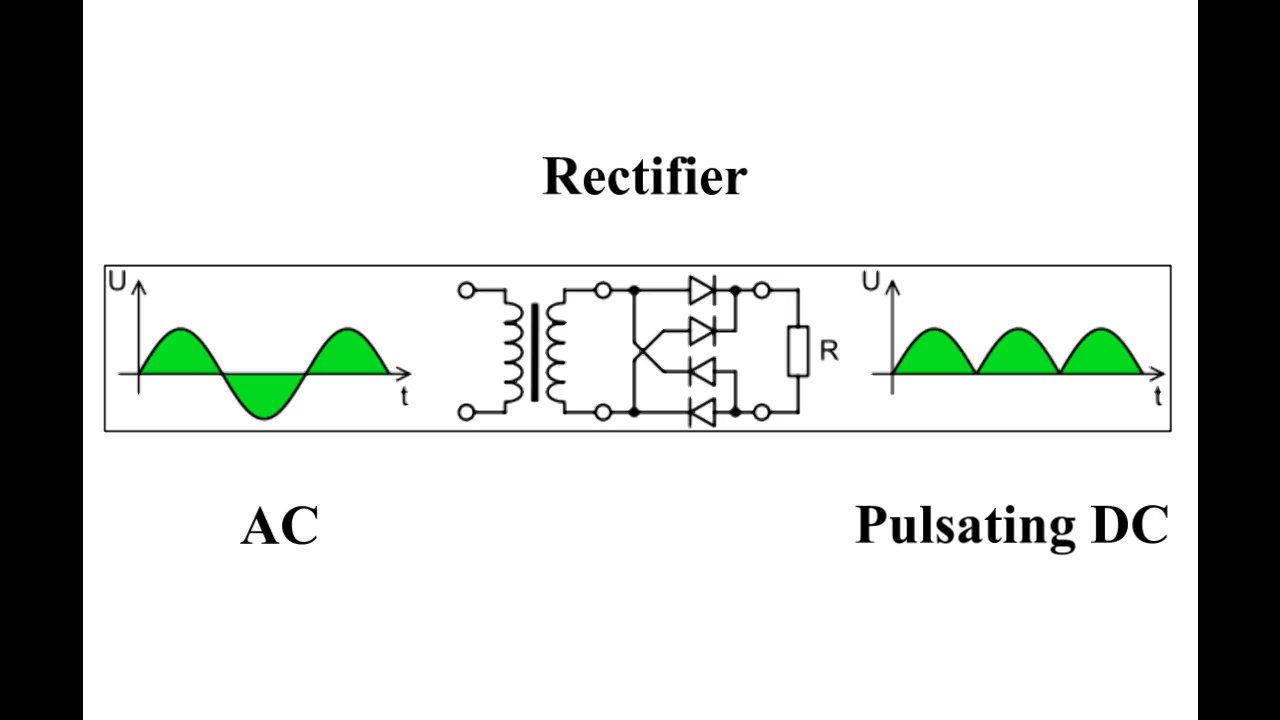 Rectifier
U
t
R
U
t
AC
Pulsating DC